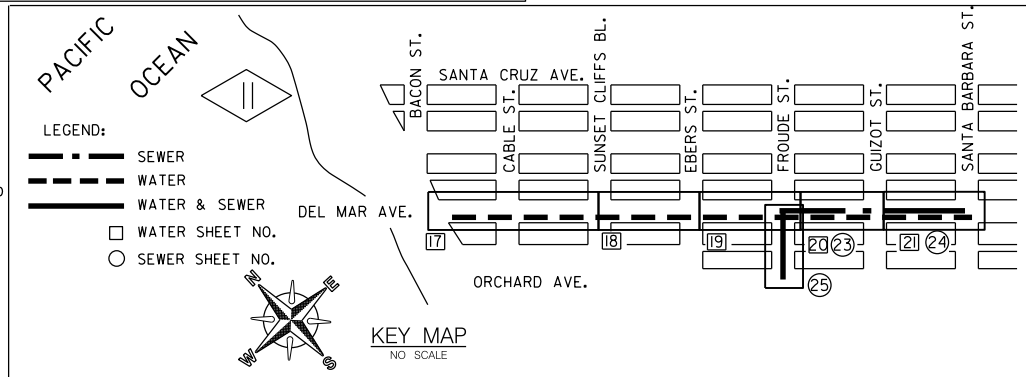 PACIFIC
OCEAN
LEGEND:
SEWER
WATER
WATER & SEWER
WATER SHEET NO.
SEWER SHEET NO.
N
E
W
S
KEY MAP
NO SCALE
SANTA CRUZ AVE.
BACON ST.
CABLE ST.
SUNSET CLIFFS BL.
EBERS ST.
FROUDE ST.
GUIZOT ST.
SANTA BARBARA ST.
DEL MAR AVE.
17
18
19
20
23
21
24
25
ORCHARD AVE.